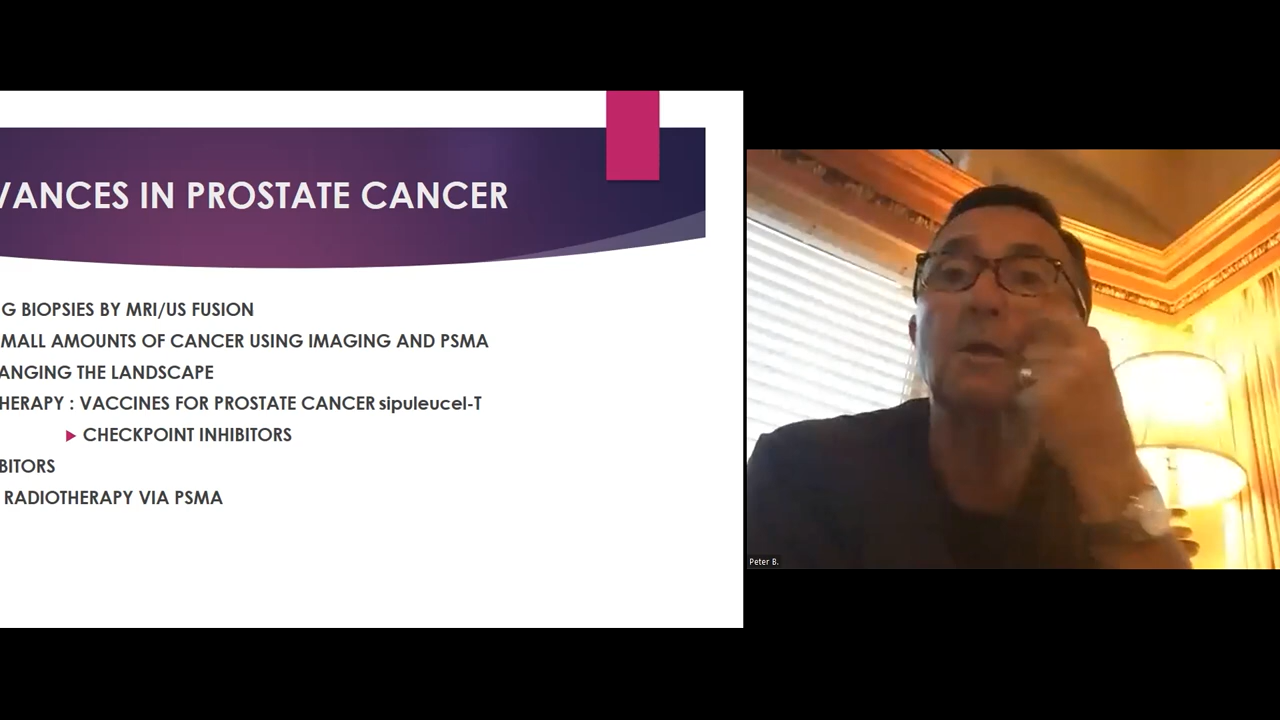 VANCES IN PROSTATE CANCER
G BIOPSIES BY MRI/US FUSION
MALL AMOUNTS OF CANCER USING IMAGING AND PSMA
ANGING THE LANDSCAPE
HERAPY : VACCINES FOR PROSTATE CANCER sipuleucel-T
CHECKPOINT INHIBITORS
BITORS
RADIOTHERAPY VIA PSMA
Peter B.